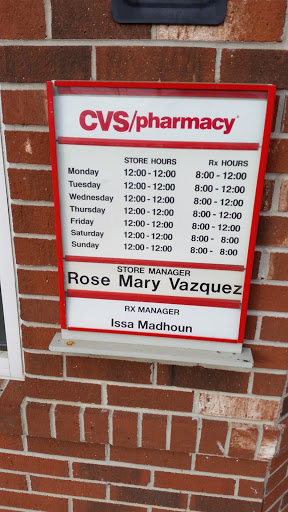 CVS/pharmacy
STORE HOURS Rx HOURS
Monday 12:00 - 12:00 8:00 - 12:00
Tuesday 12:00 - 12:00 8:00 - 12:00
Wednesday 12:00 - 12:00 8:00 - 12:00
Thursday 12:00 - 12:00 8:00 - 12:00
Friday 12:00 - 12:00 8:00 - 12:00
Saturday 12:00 - 12:00 8:00 - 8:00
Sunday 12:00 - 12:00 8:00 - 8:00
STORE MANAGER
Rose Mary Vazquez
RX MANAGER
Issa Madhoun